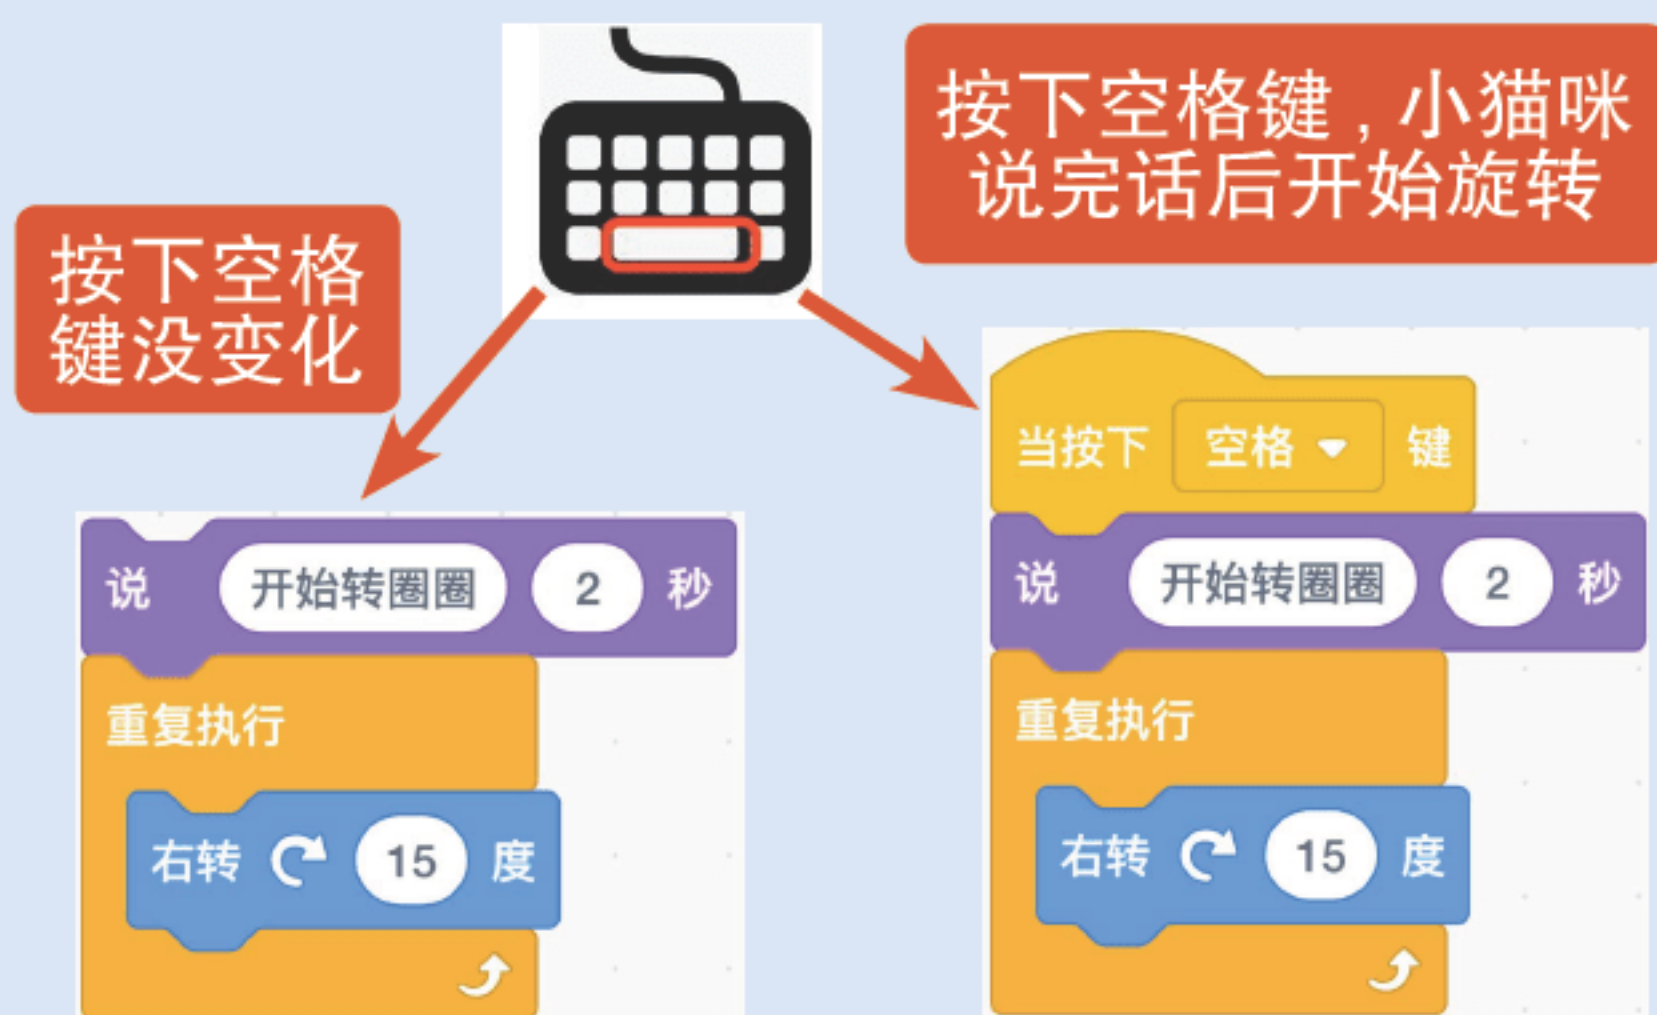 按下空格键,小猫咪
说完话后开始旋转
按下空格
键没变化
当按下 空格 键
说 开始转圈圈 2 秒
重复执行
右转 15 度
说 开始转圈圈 2 秒
重复执行
右转 15 度